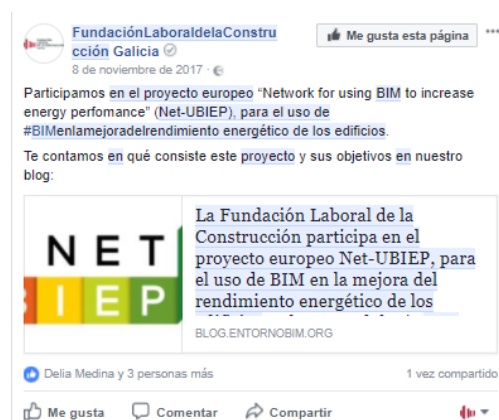 FundaciónLaboraldelaConstru
cción Galicia
Me gusta esta página
8 de noviembre de 2017 ·
Participamos en el proyecto europeo “Network for using BIM to increase
energy perfomance” (Net-UBIEP), para el uso de
#BIMenlamejoradelrendimiento energético de los edificios.
Te contamos en qué consiste este proyecto y sus objetivos en nuestro
blog:
NET
IEP
La Fundación Laboral de la
Construcción participa en el
proyecto europeo Net-UBIEP, para
el uso de BIM en la mejora del
rendimiento energético de los
BLOG.ENTORNOBIM.ORG
Delia Medina y 3 personas más
1 vez compartido
Me gusta
Comentar
Compartir